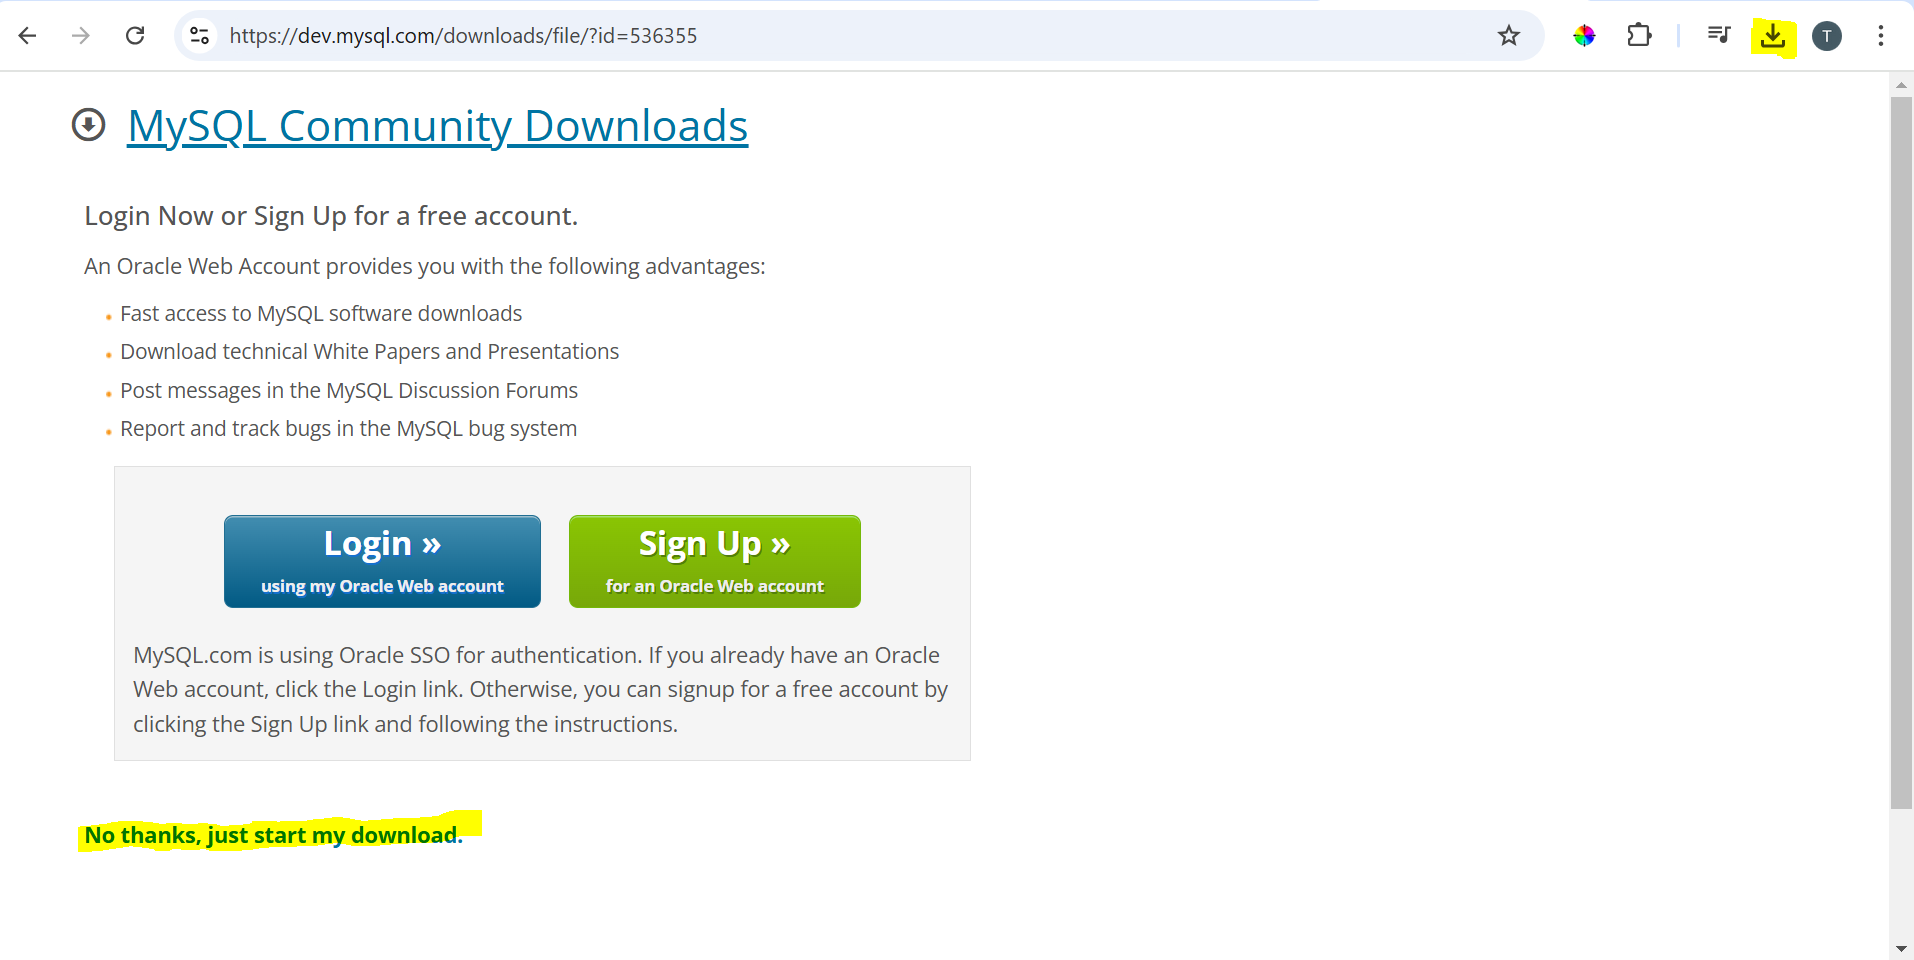 https://dev.mysql.com/downloads/file/?id=536355
T
MySQL Community Downloads
Login Now or Sign Up for a free account.
An Oracle Web Account provides you with the following advantages:
Fast access to MySQL software downloads
Download technical White Papers and Presentations
Post messages in the MySQL Discussion Forums
Report and track bugs in the MySQL bug system
Login »
using my Oracle Web account
Sign Up »
for an Oracle Web account
MySQL.com is using Oracle SSO for authentication. If you already have an Oracle
Web account, click the Login link. Otherwise, you can signup for a free account by
clicking the Sign Up link and following the instructions.
No thanks, just start my download.